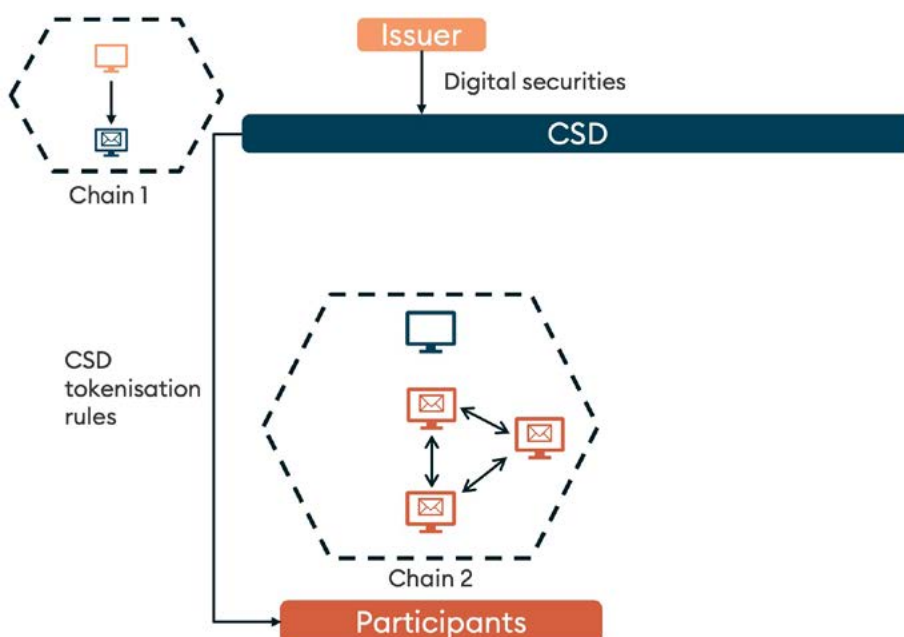 Issuer
Digital securities
CSD
Chain 1
CSD
tokenisation
rules
Chain 2
Participants